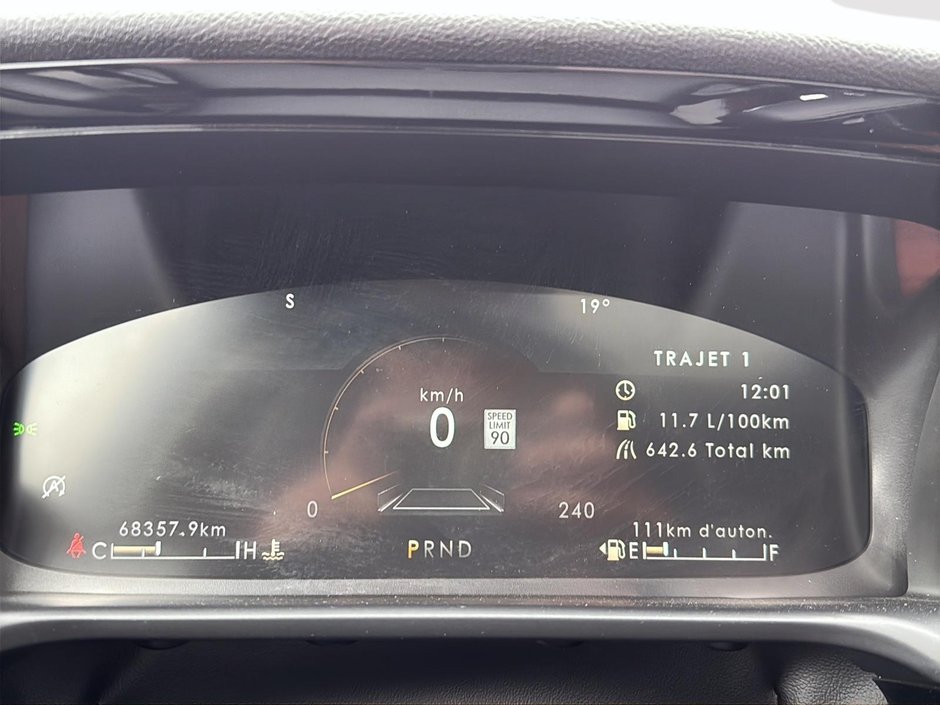 S
19°
TRAJET 1
12:01
11.7 L/100km
642.6 Total km
km/h
0
SPEED
LIMIT
90
A
0
240
68357.9km
111km d'auton.
C H
PRND
E F